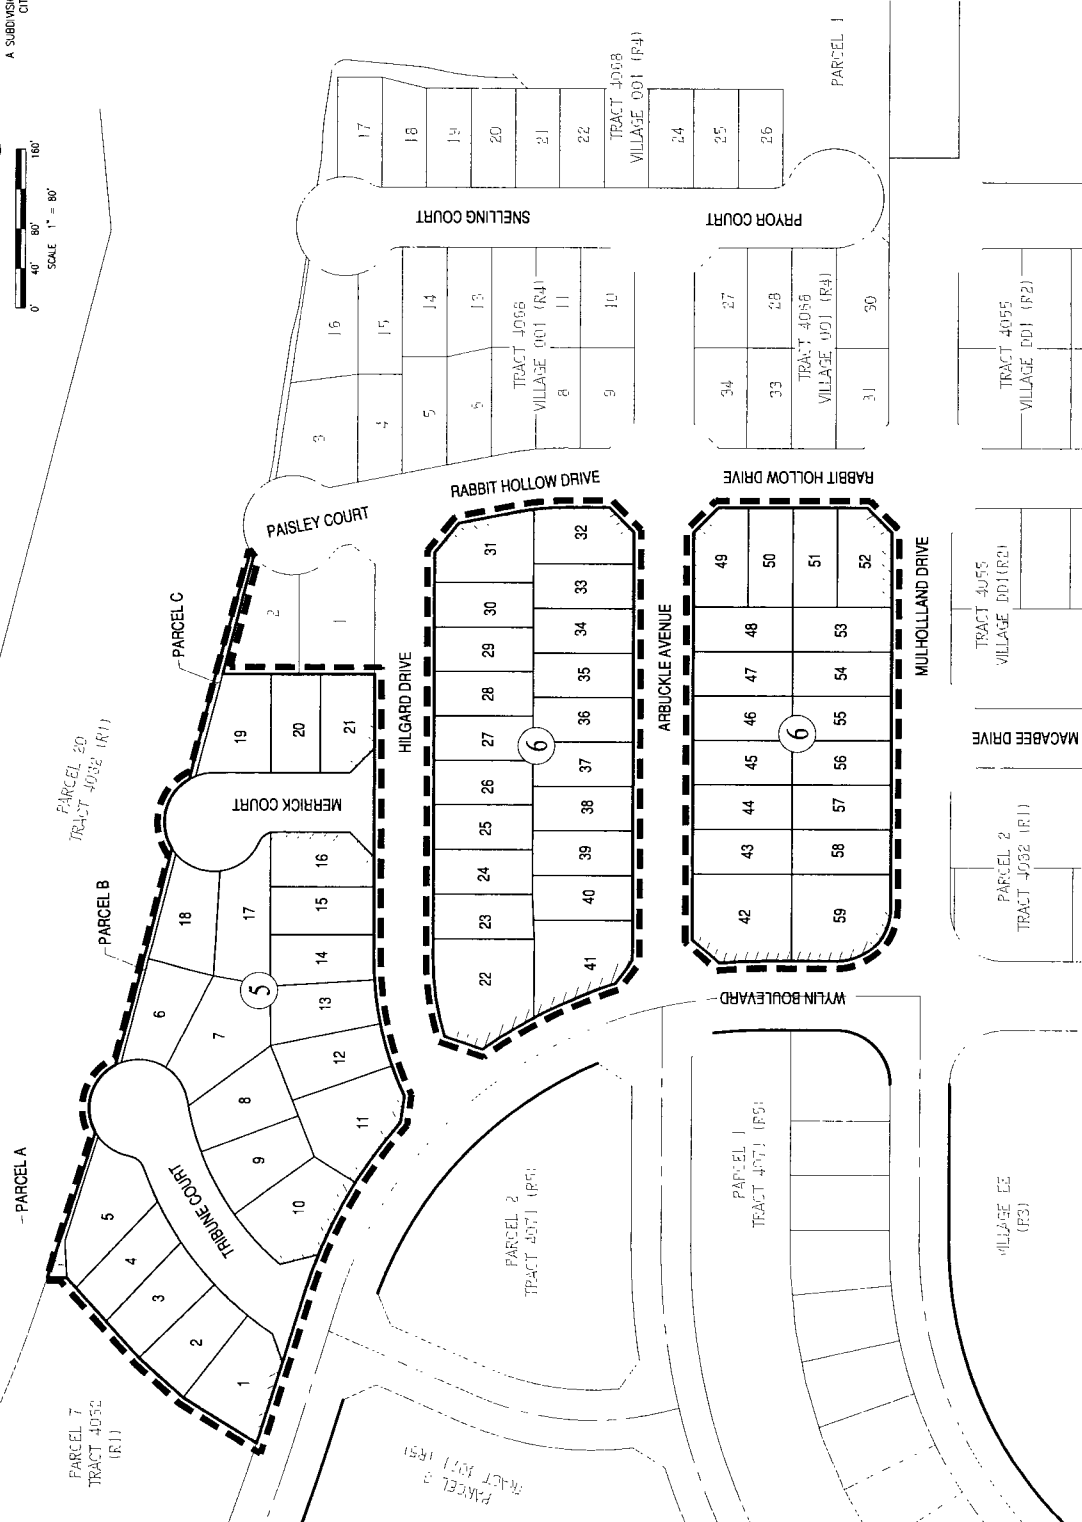 A SUBDIVISI
CIT
0' 40' 80' 160'
SCALE 1" = 80'
PARCEL 1
17
18
19
20
21
22
TRACT 4068
VILLAGE 001 (R4)
24
25
26
SNELLING COURT
PRYOR COURT
16
15
14
13
11
10
3
4
5
6
TRACT 4068
VILLAGE 001 (R4)
8
9
27
28
TRACT 4068
VILLAGE 001 (R4)
30
34
33
31
TRACT 4055
VILLAGE DD1 (R2)
PAISLEY COURT
RABBIT HOLLOW DRIVE
RABBIT HOLLOW DRIVE
2
1
PARCEL C
PARCEL 20
TRACT 4032 (R1)
19
20
21
MERRICK COURT
HILGARD DRIVE
31
30
29
28
27
26
25
24
23
22
32
33
34
35
36
37
38
39
40
41
6
ARBUCKLE AVENUE
49
50
51
52
48
47
46
45
44
43
42
53
54
55
56
57
58
59
6
MULHOLLLAND DRIVE
TRACT 4055
VILLAGE DD1(R2)
MACABEE DRIVE
PARCEL 2
TRACT 4032 (R1)
WYLIN BOULEVARD
PARCEL B
18
17
16
15
14
13
12
11
5
6
7
8
9
10
PARCEL A
TRIBUNE COURT
5
4
3
2
1
PARCEL 7
TRACT 4032
(R1)
PARCEL 2
TRACT 4071 (R5)
PARCEL 1
TRACT 4071 (R5)
VILLAGE EE
(R3)
PARCEL 3
TRACT 4071 (R5)